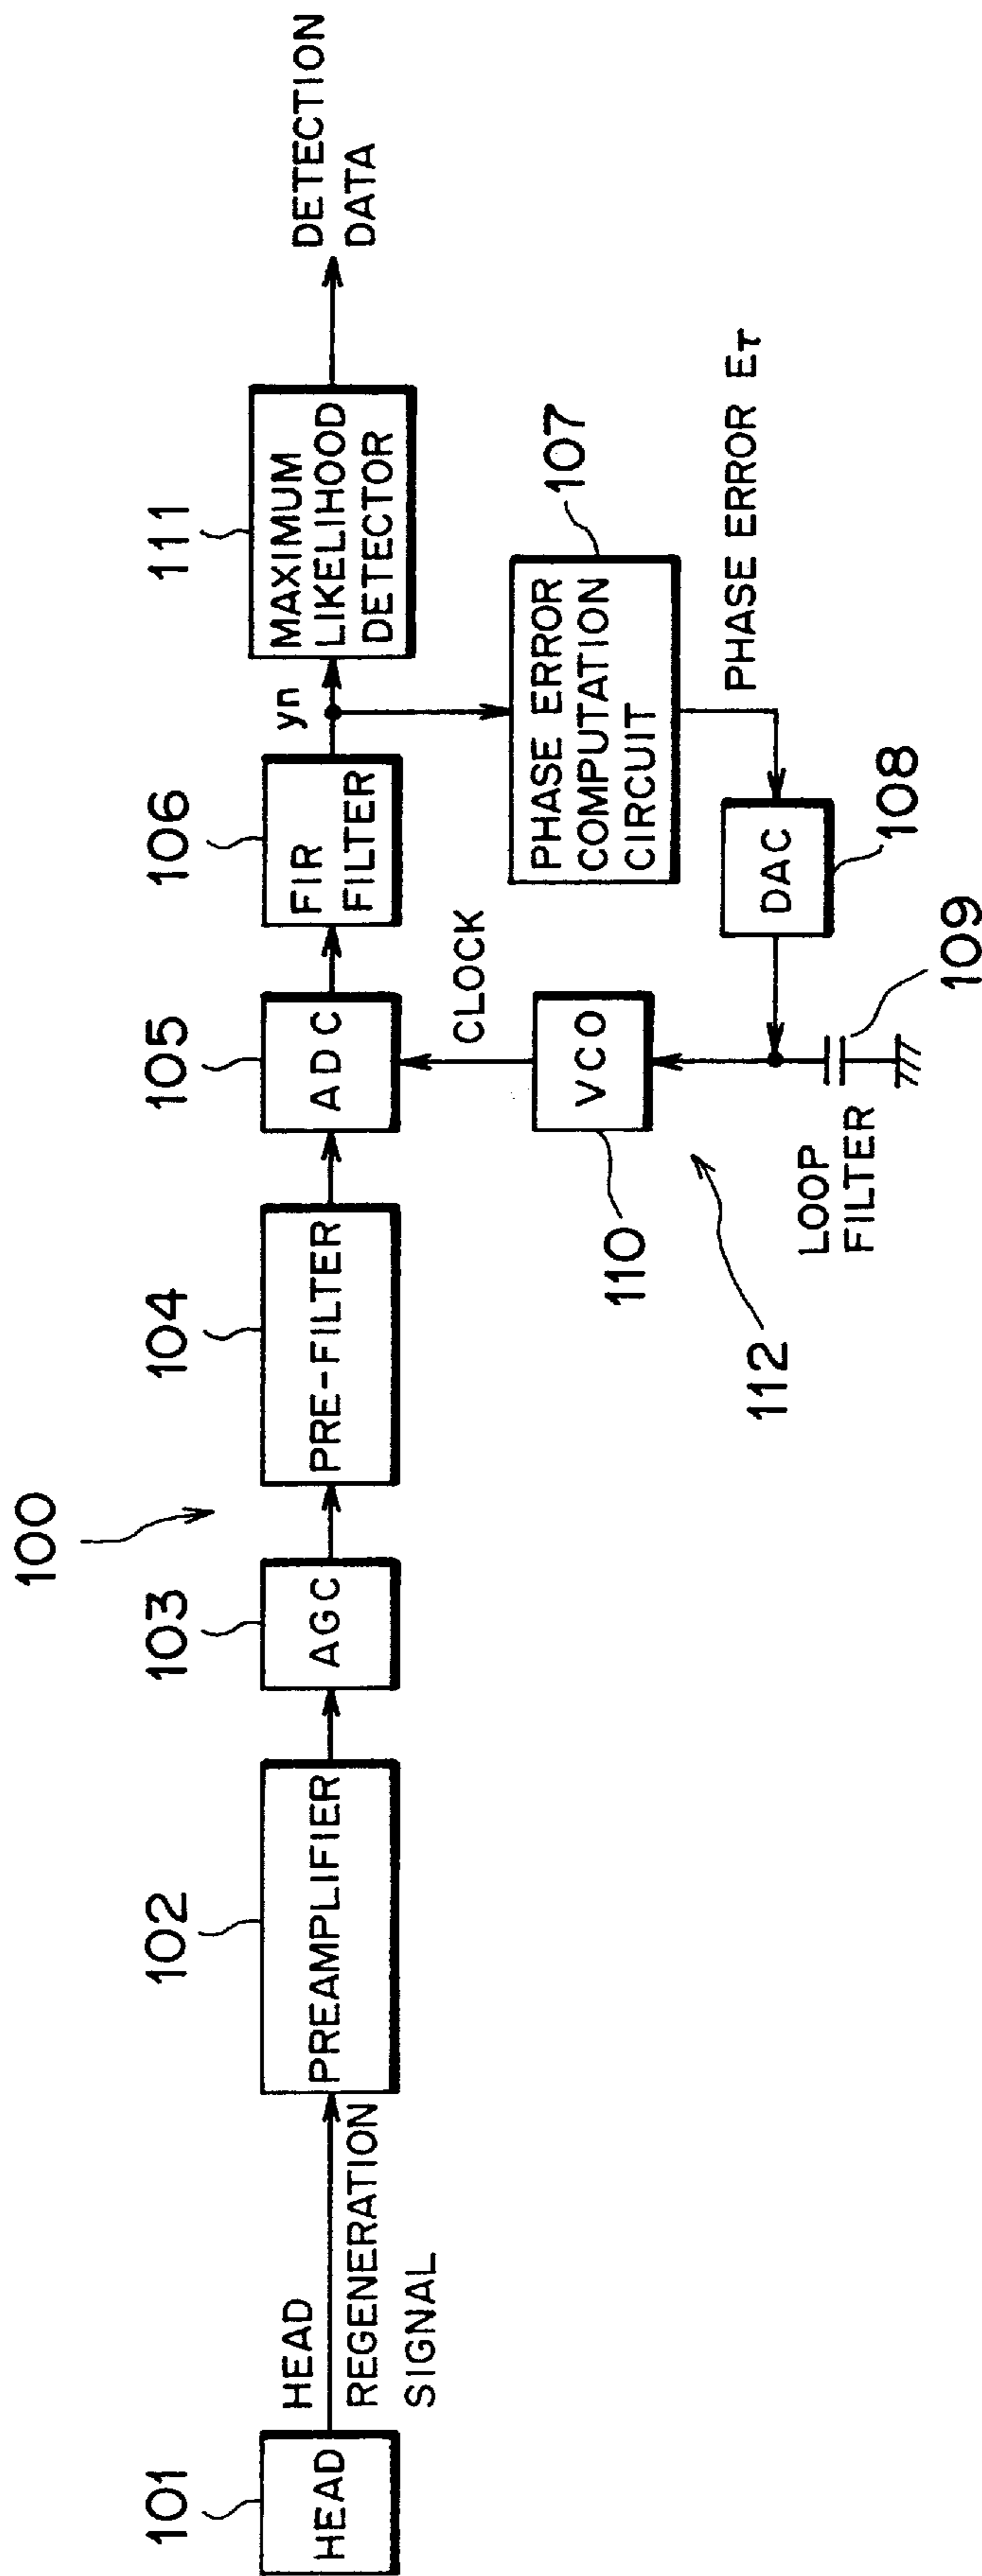 100
101
HEAD
HEAD
REGENERATION
SIGNAL
102
PREAMPLIFIER
103
AGC
104
PRE-FILTER
105
ADC
106
FIR
FILTER
yn
111
MAXIMUM
LIKELIHOOD
DETECTOR
DETECTION
DATA
CLOCK
110
VCO
112
PHASE ERROR
COMPUTATION
CIRCUIT
107
PHASE ERROR Eτ
DAC
108
LOOP
FILTER
109